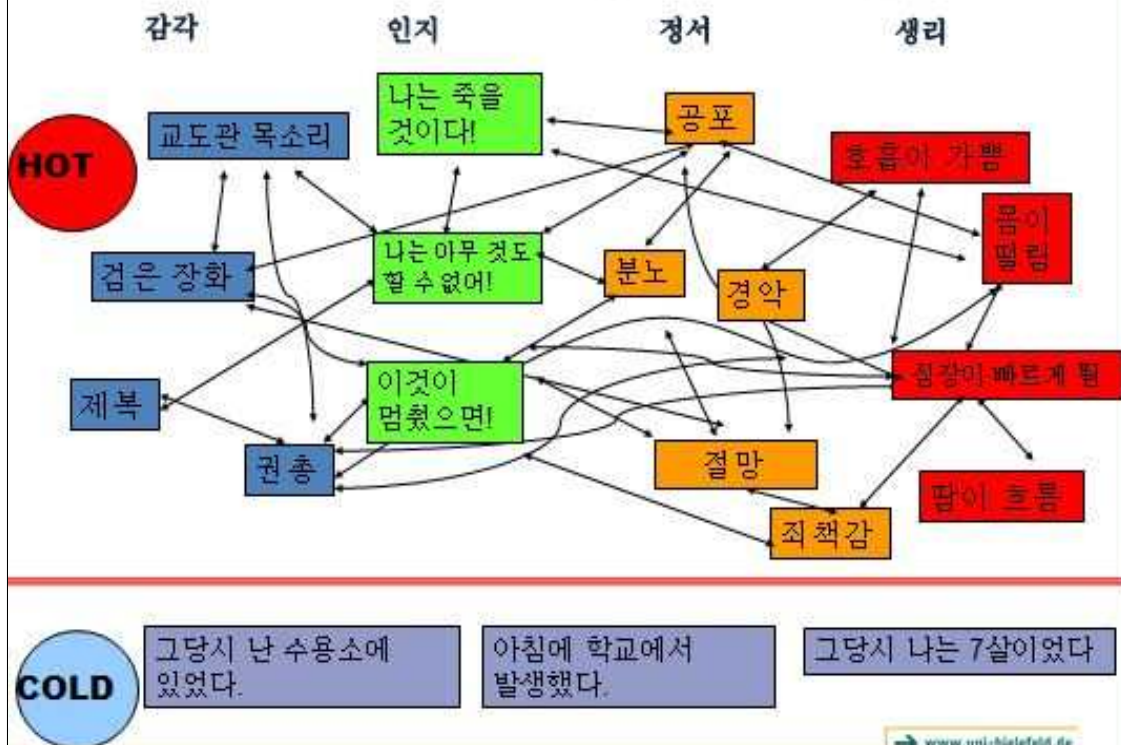 감각 인지 정서 생리
HOT
교도관 목소리
나는 죽을
것이다!
공포
호흡이 가쁨
몸이
떨림
검은 장화
나는 아무 것도
할 수 없어!
분노
경악
제복
이것이
멈췄으면!
심장이 빠르게 뜀
권총
절망
땀이 흐름
죄책감
COLD
그당시 난 수용소에
있었다.
아침에 학교에서
발생했다.
그당시 나는 7살이었다
www.uni-bielefeld.de